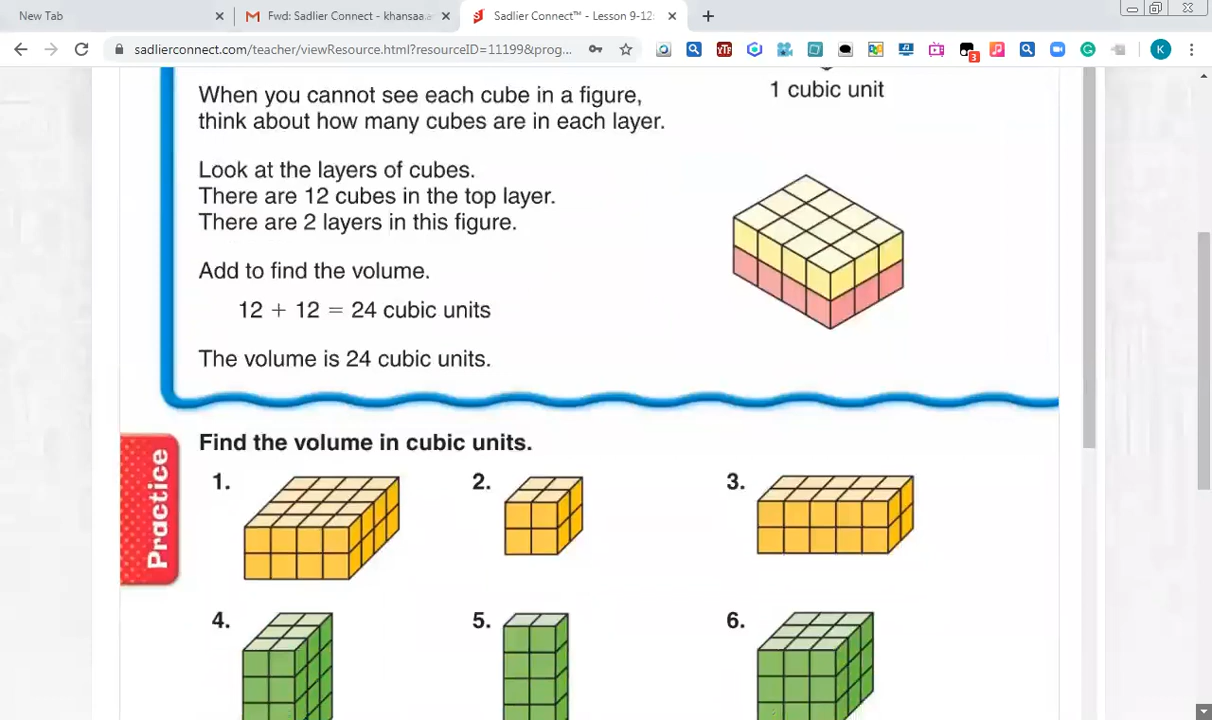 New Tab
Fwd: Sadlier Connect - khansaa.a
Sadlier Connect™ - Lesson 9-12:
sadlierconnect.com/teacher/viewResource.html?resourceID=11199&prog...
YTP
3
K
When you cannot see each cube in a figure,
think about how many cubes are in each layer.
1 cubic unit
Look at the layers of cubes.
There are 12 cubes in the top layer.
There are 2 layers in this figure.
Add to find the volume.
12 + 12 = 24 cubic units
The volume is 24 cubic units.
Practice
Find the volume in cubic units.
1.
2.
3.
4.
5.
6.